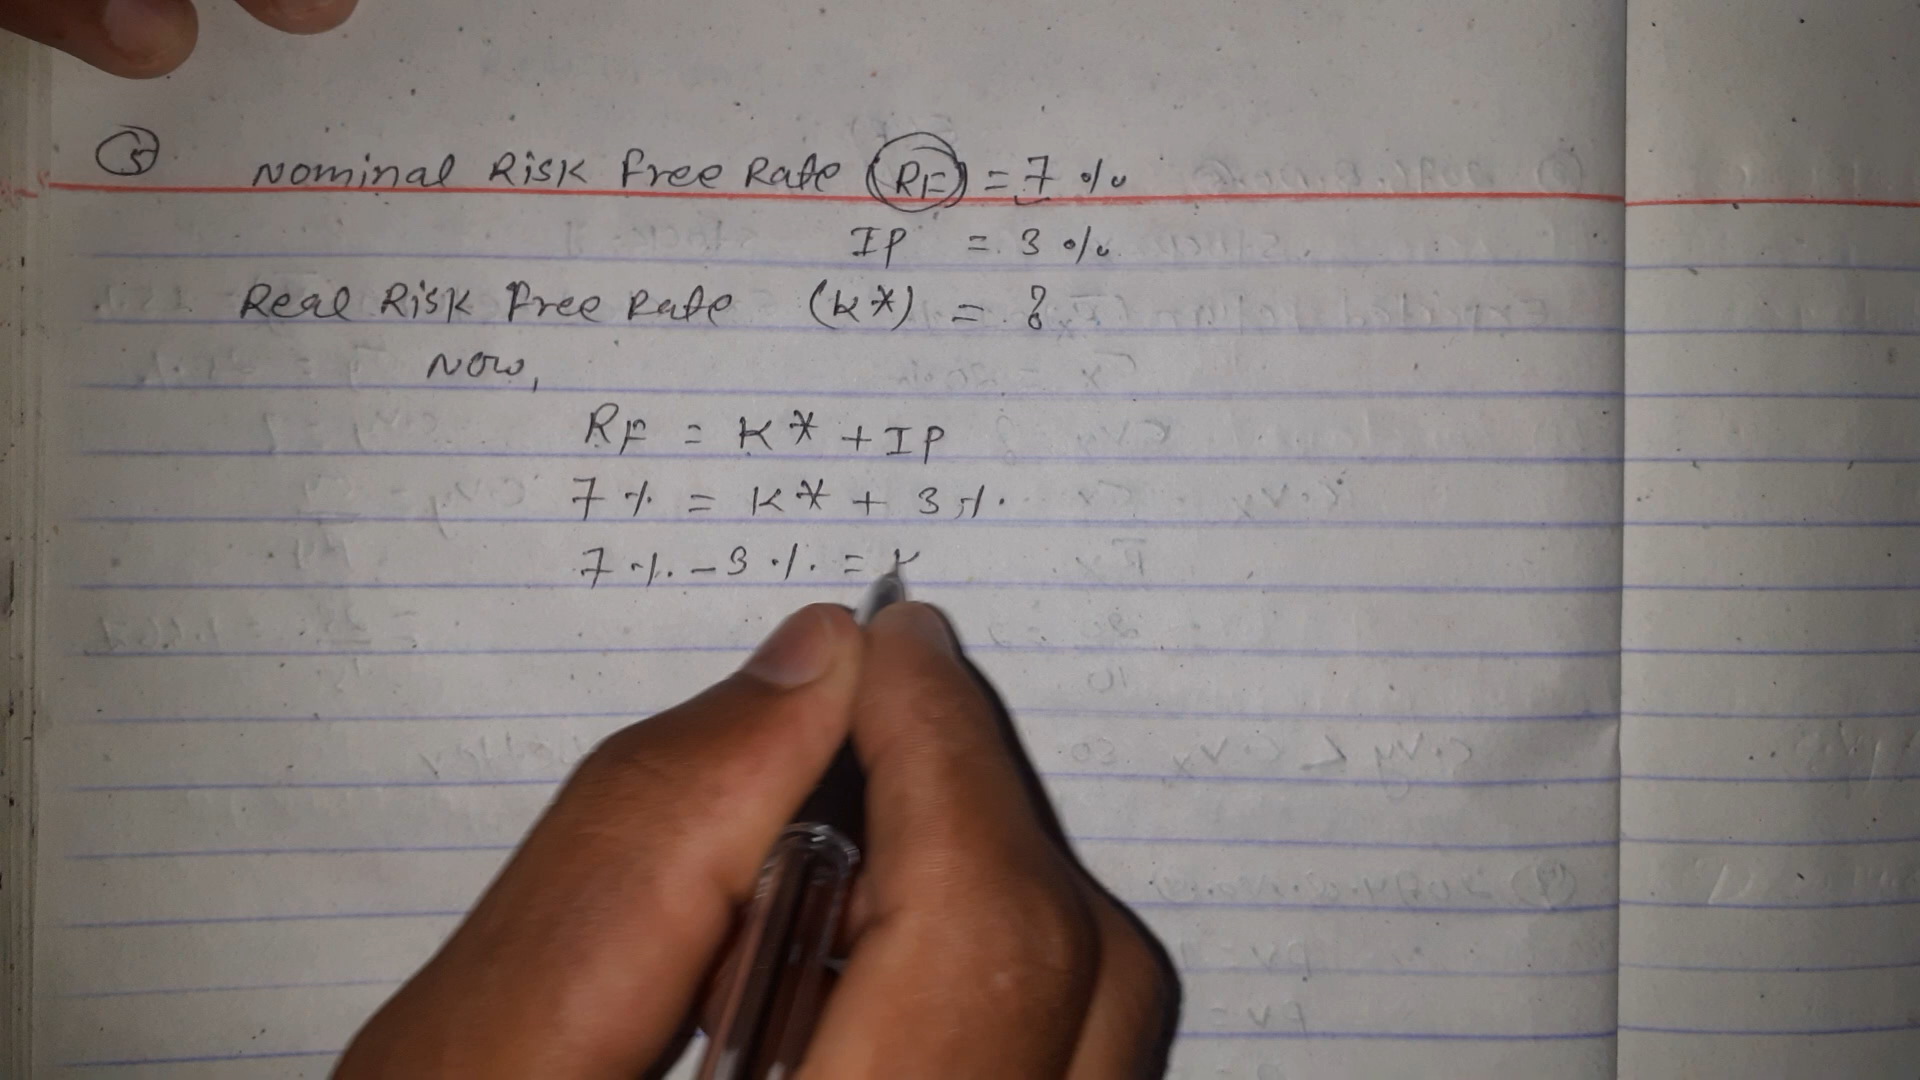 5 Nominal Risk Free Rate (RF) = 7 %
IP = 3 %
Real Risk Free Rate (K*) = ?
Now,
RF = K* + IP
7 % = K* + 3 %
7 % - 3 % = K